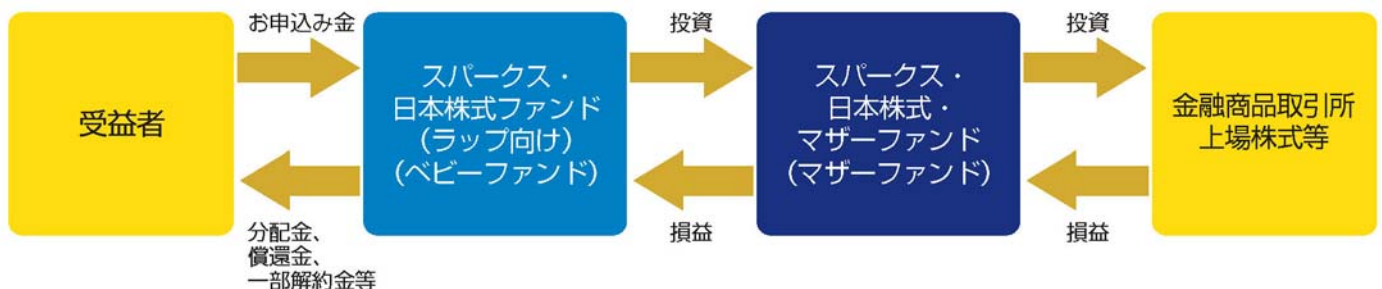 お申込み金
投資
投資
受益者
スパークス・
日本株式ファンド
(ラップ向け)
(ベビーファンド)
スパークス・
日本株式・
マザーファンド
(マザーファンド)
金融商品取引所
上場株式等
分配金、
償還金、
一部解約金等
損益
損益